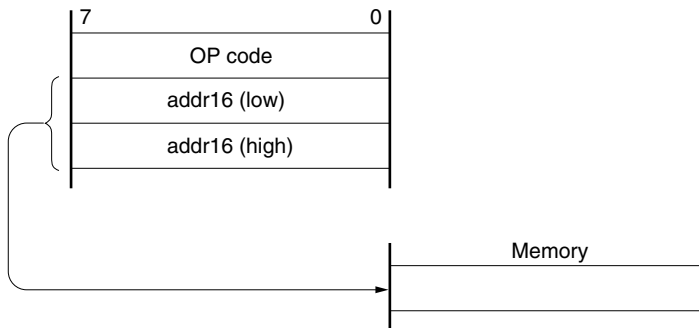 7 0
OP code
addr16 (low)
addr16 (high)
Memory